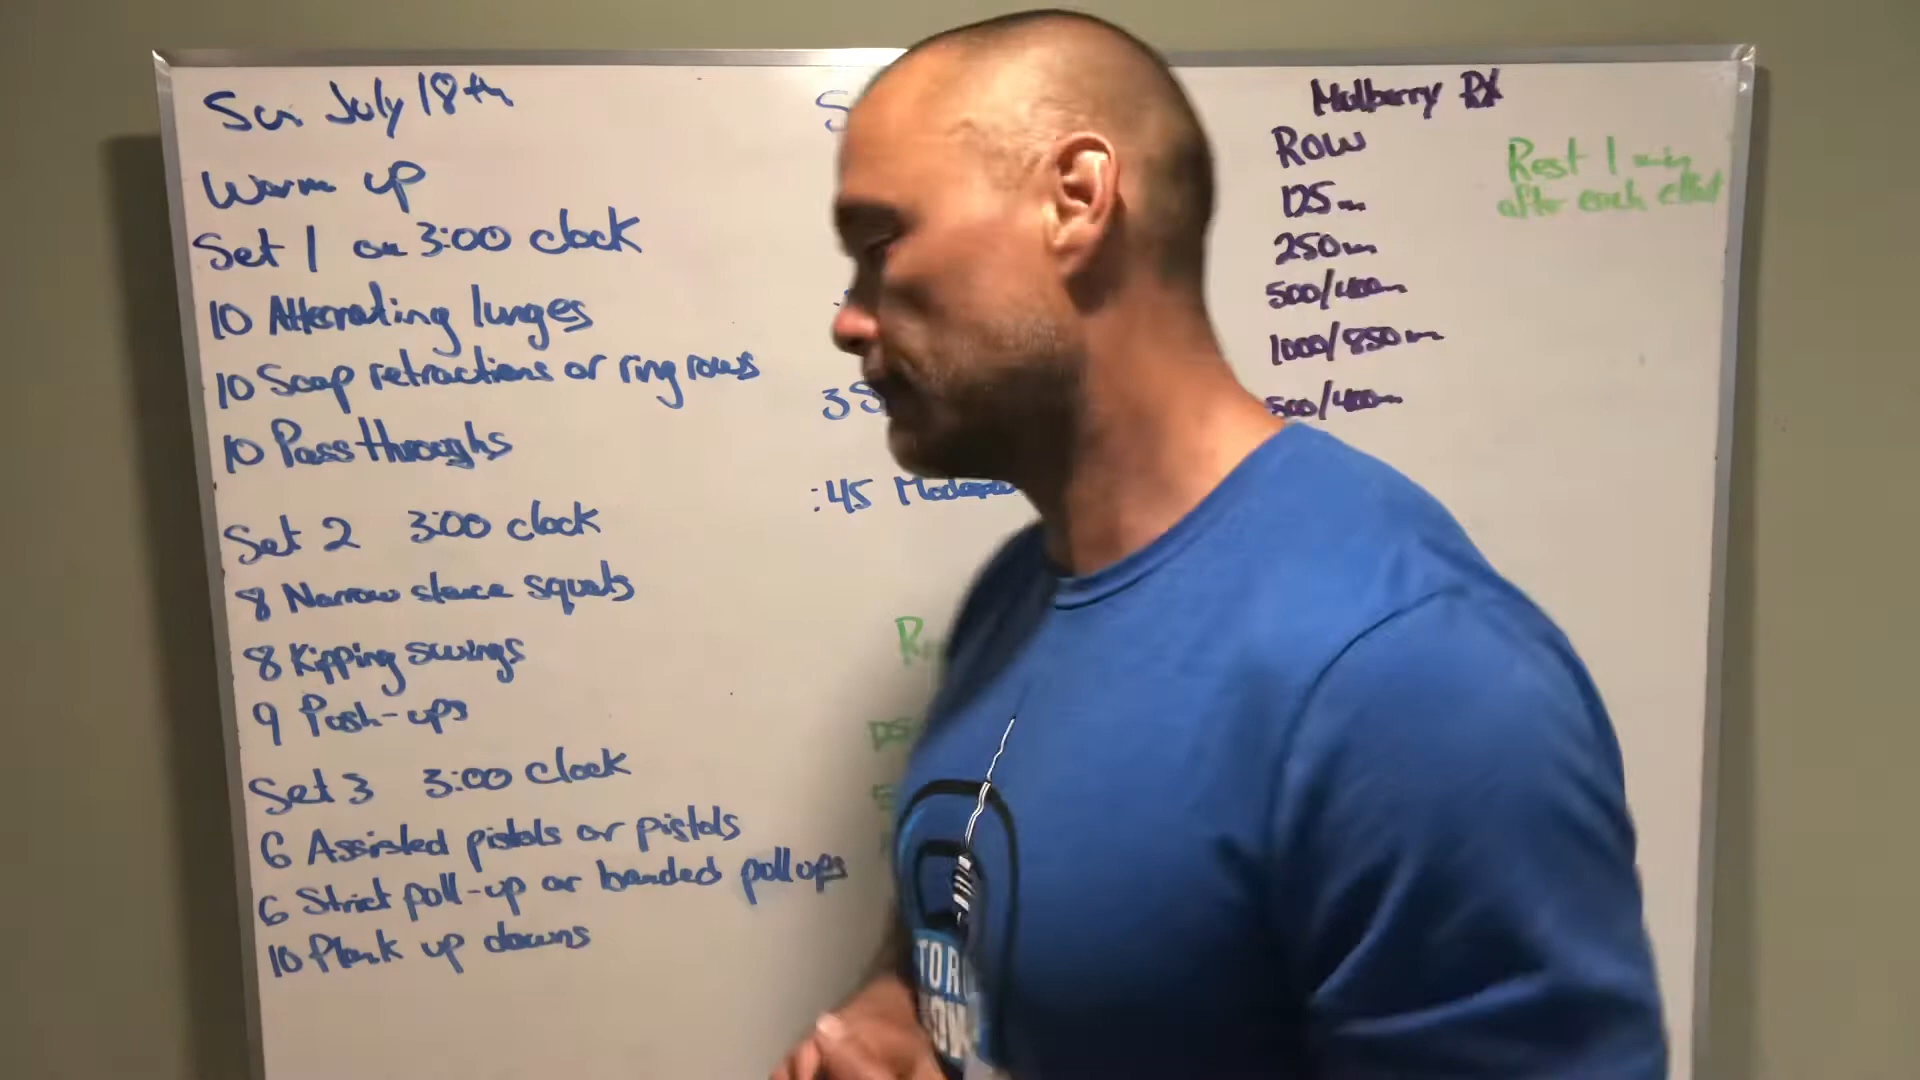 Sun July 18th
Warm up
Set 1 on 3:00 clock
10 Alternating lunges
10 Scap retractions or ring rows
10 Pass throughs
Set 2 3:00 clock
8 Narrow stance squats
8 Kipping swings
9 Push-ups
Set 3 3:00 clock
6 Assisted pistols or pistols
6 Strict pull-up or banded pull ups
10 Plank up downs
:45
Mulberry RX
Row
125m
250m
500/400m
1000/850m
500/400m
Rest 1 min
after each effort